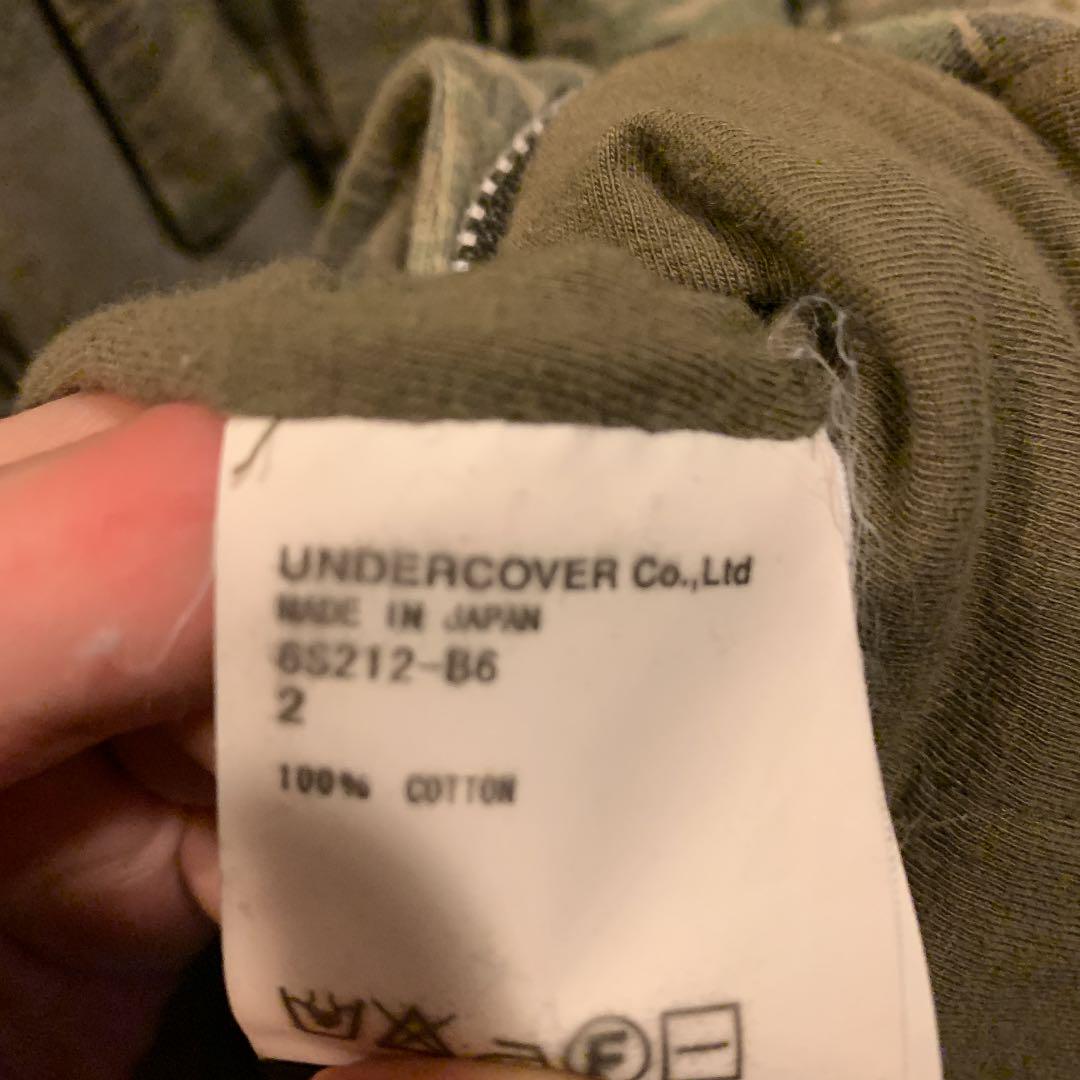 UNDERCOVER Co.,Ltd
MADE IN JAPAN
6S212-B6
2
100% COTTON
F